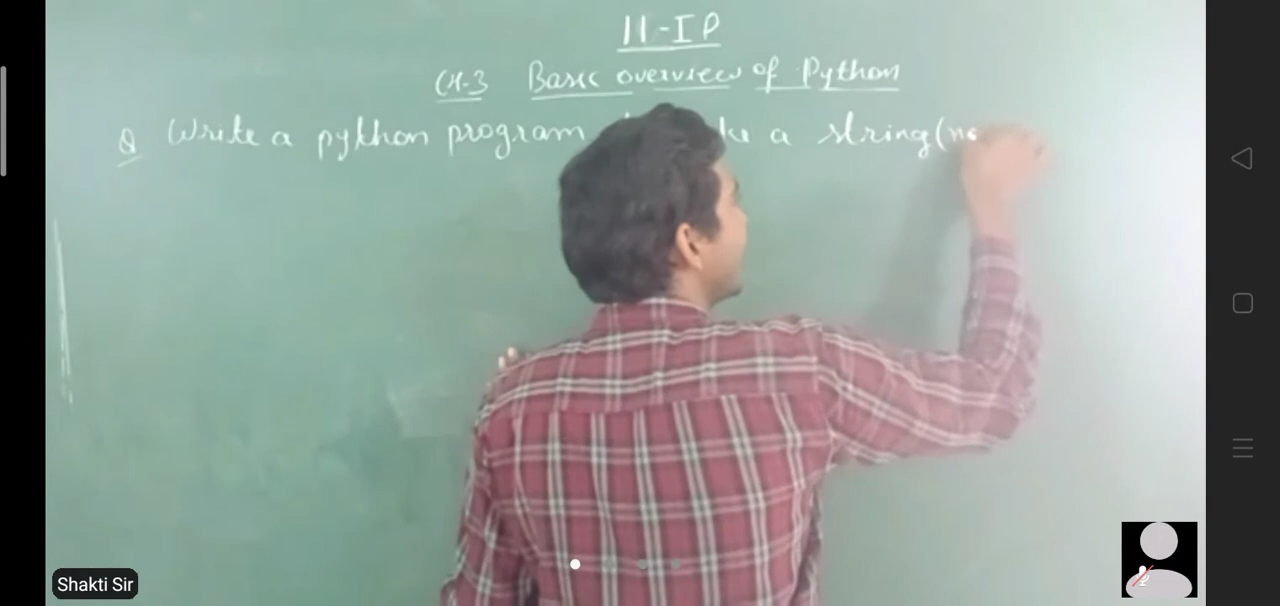 11-IP
CH-3 Basic overview of Python
Q Write a python program a string(
Shakti Sir